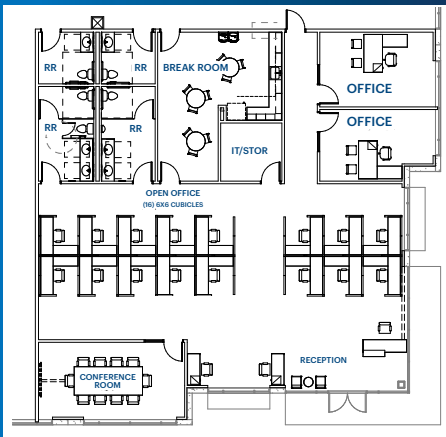 RR
RR
BREAK ROOM
OFFICE
OFFICE
RR
RR
IT/STOR
OPEN OFFICE
(16) 6X6 CUBICLES
RECEPTION
CONFERENCE
ROOM